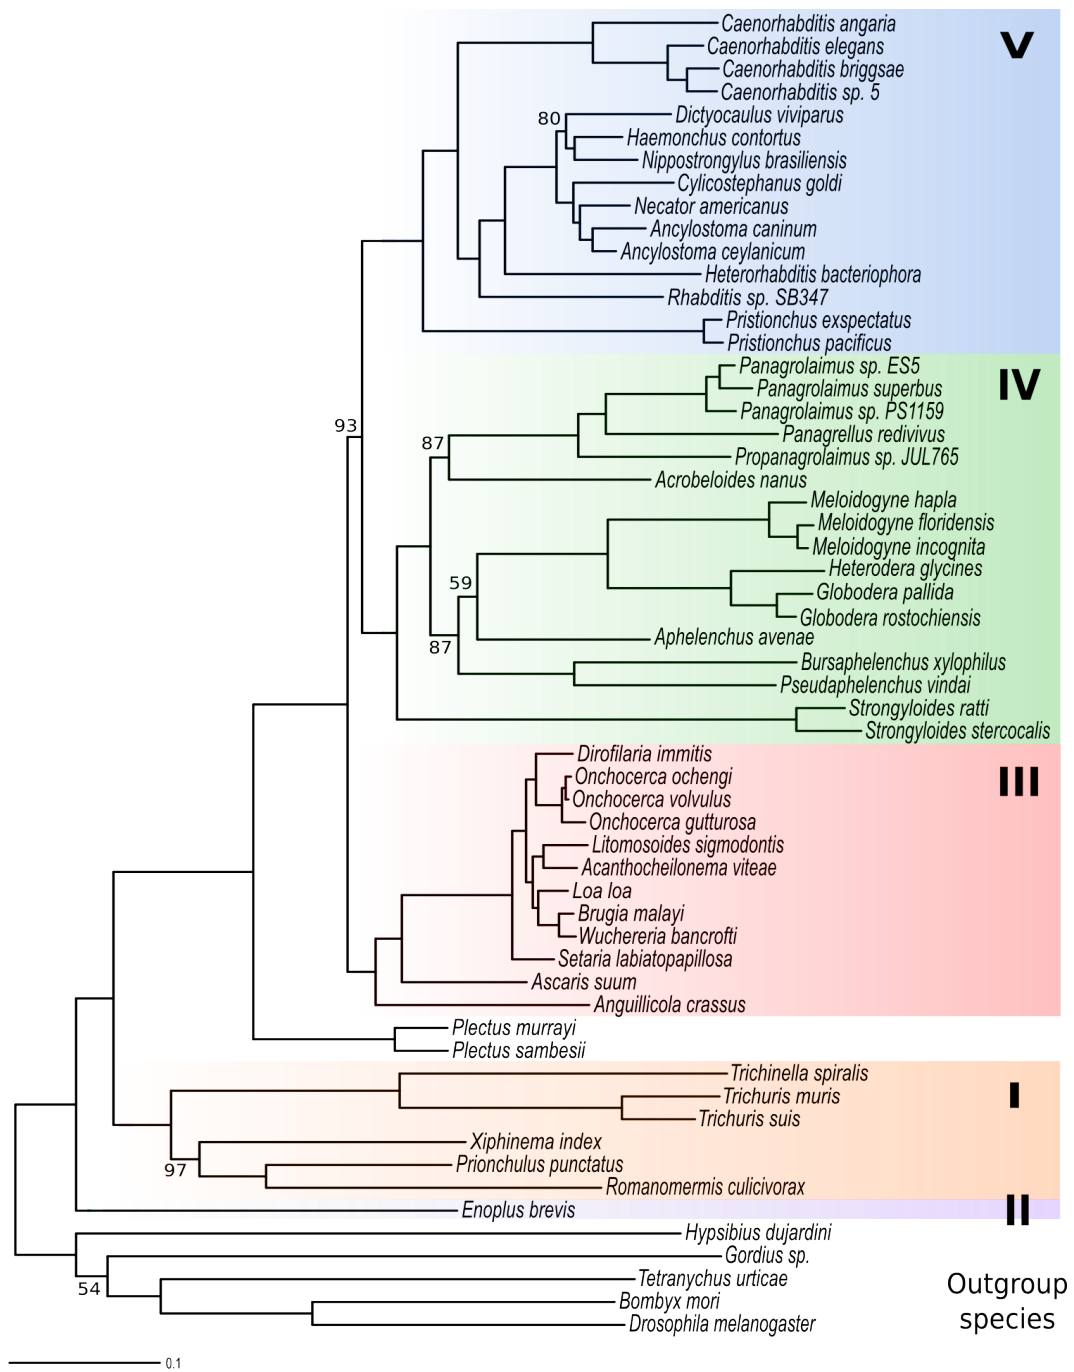 Caenorhabditis angaria
V
Caenorhabditis elegans
Caenorhabditis briggsae
Caenorhabditis sp. 5
80
Dictyocaulus viviparus
Haemonchus contortus
Nippostrongylus brasiliensis
Cylicostephanus goldi
Necator americanus
Ancylostoma caninum
Ancylostoma ceylanicum
Heterorhabditis bacteriophora
Rhabditis sp. SB347
Pristionchus exspectatus
Pristionchus pacificus
Panagrolaimus sp. ES5
IV
Panagrolaimus superbus
Panagrolaimus sp. PS1159
93
87
Panagrellus redivivus
Propanagrolaimus sp. JUL765
Acrobeloides nanus
Meloidogyne hapla
Meloidogyne floridensis
Meloidogyne incognita
Heterodera glycines
59
Globodera pallida
Globodera rostochiensis
Aphelenchus avenae
87
Bursaphelenchus xylophilus
Pseudaphelenchus vindai
Strongyloides ratti
Strongyloides stercocalis
Dirofilaria immitis
III
Onchocerca ochengi
Onchocerca volvulus
Onchocerca gutturosa
Litomosoides sigmodontis
Acanthocheilonema viteae
Loa loa
Brugia malayi
Wuchereria bancrofti
Setaria labiatopapillosa
Ascaris suum
Anguillicola crassus
Plectus murrayi
Plectus sambesii
Trichinella spiralis
I
Trichuris muris
Trichuris suis
Xiphinema index
97
Prionchulus punctatus
Romanomermis culicivorax
Enoplus brevis
II
Hypsibius dujardini
Gordius sp.
54
Tetranychus urticae
Bombyx mori
Drosophila melanogaster
Outgroup
species
0.1